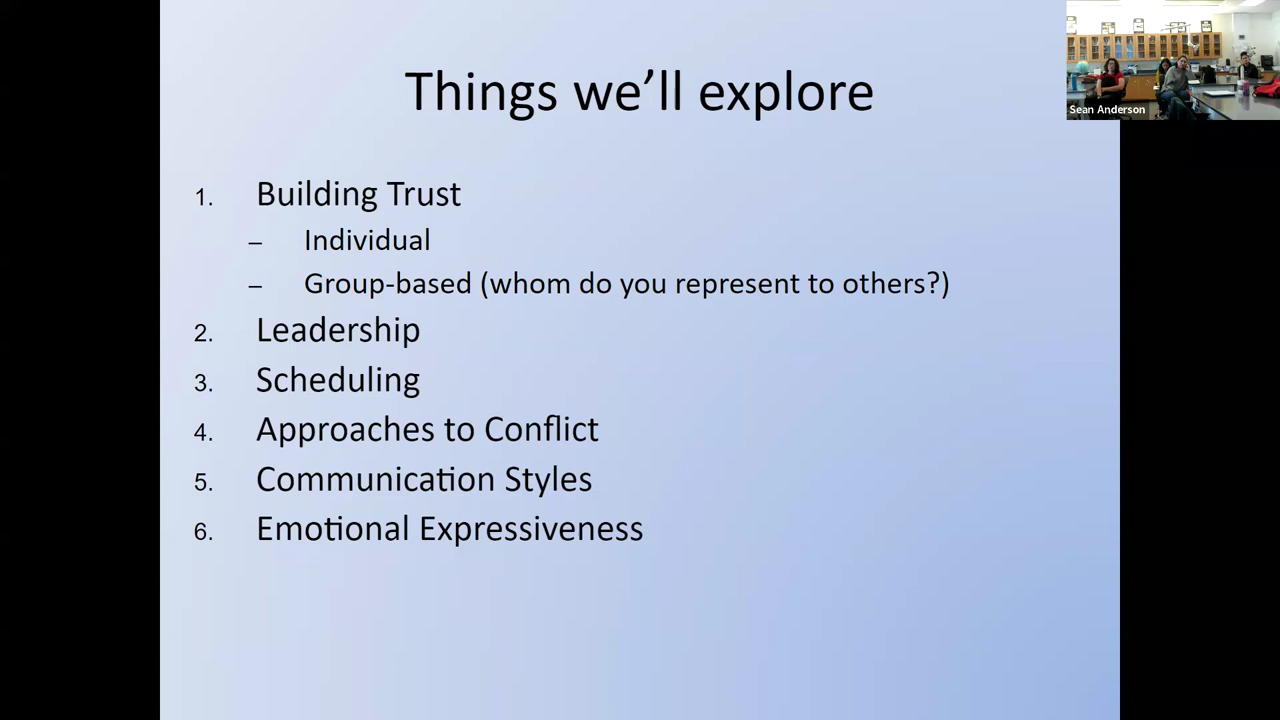 Things we’ll explore
Sean Anderson
1. Building Trust
– Individual
– Group-based (whom do you represent to others?)
2. Leadership
3. Scheduling
4. Approaches to Conflict
5. Communication Styles
6. Emotional Expressiveness